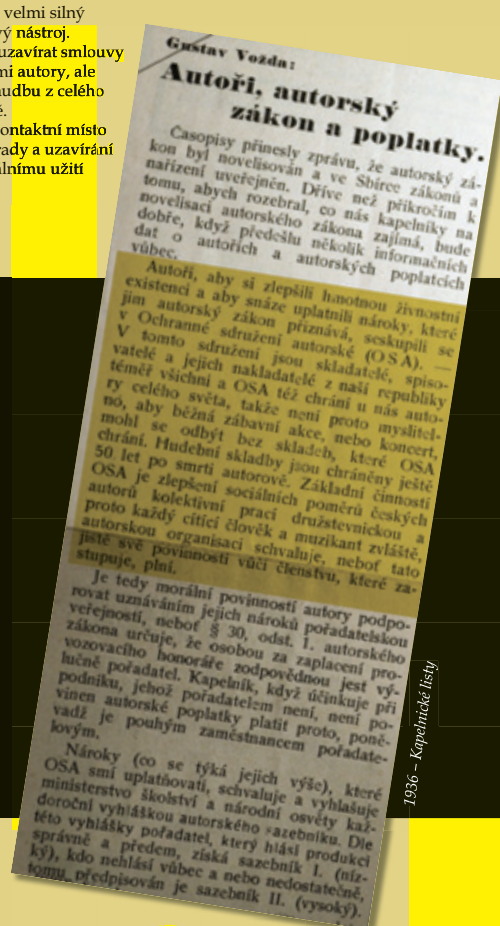 velmi silný
vý nástroj.
uzavírat smlouvy
mi autory, ale
hudbu z celého
ě.
kontaktní místo
rady a uzavírání
álnímu užití
Gustav Vožda:
Autoři, autorský
zákon a poplatky.
Časopisy přinesly zprávu, že autorský zá-
kon byl novelisován a ve Sbírce zákonů a
nařízení uveřejněn. Dříve než přikročím k
tomu, abych rozebral, co nás kapelníky na
novelisaci autorského zákona zajímá, bude
dobře, když předešlu několik informačních
dat o autořích a autorských poplatcích
vůbec.
Autoři, aby si zlepšili hmotnou životní
existenci a aby snáze uplatnili nároky, které
jim autorský zákon přiznává, seskupili se
v Ochranné sdružení autorské (OSA). —
V tomto sdružení jsou skladatelé, spiso-
vatelé a jejich nakladatelé z naší republiky
téměř všichni a OSA též chrání u nás auto-
ry celého světa, takže není proto myslitel-
nó, aby běžná zábavní akce, nebo koncert,
mohl se odbýt bez skladeb, které OSA
chrání. Hudební skladby jsou chráněny ještě
50 let po smrti autorově. Základní činností
OSA je zlepšení sociálních poměrů českých
autorů kolektivní prací družstevnickou a
proto každý cítící člověk a muzikant zvláště,
autorskou organisaci schvaluje, neboť tato
jistě své povinnosti vůči členstvu, které za-
stupuje, plní.
Je tedy morální povinností autory podpo-
rovat uznáváním jejich nároků pořadatelskou
veřejností, neboť § 30, odst. 1. autorského
zákona určuje, že osobou za zaplacení pro-
vozovacího honoráře zodpovědnou jest vý-
lučně pořadatel. Kapelník, když účinkuje při
podniku, jehož pořadatelem není, není po-
vinen autorské poplatky platit proto, poně-
vadž je pouhým zaměstnancem pořadate-
lovým.
Nároky (co se týká jejich výše), které
OSA smí uplatňovati, schvaluje a vyhlašuje
ministerstvo školství a národní osvěty kaž-
doroční vyhláškou autorského sazebníku. Dle
této vyhlášky pořadatel, který hlásí produkci
správně a předem, získá sazebník I. (níz-
ký), kdo nehlásí vůbec a nebo nedostatečně,
tomu předpisován je sazebník II. (vysoký).
1936 – Kapelnické listy